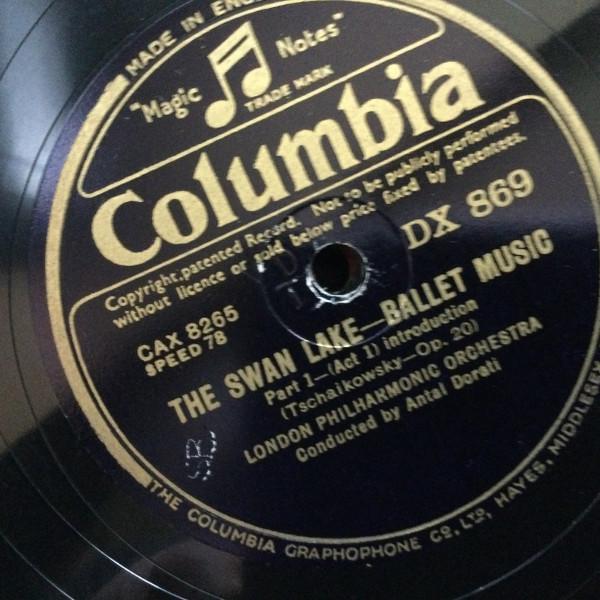 MADE IN ENG
"Magic Notes"
TRADE MARK
Columbia
Copyright, patented Record. Not to be publicly performed
without licence or sold below price fixed by patentees.
DX 869
CAX 8265
SPEED 78
THE SWAN LAKE—BALLET MUSIC
Part 1—(Act 1) introduction
(Tschaikowsky—Op. 20)
LONDON PHILHARMONIC ORCHESTRA
Conducted by Antal Dorati
THE COLUMBIA GRAPHOPHONE CO., LTD, HAYES, MIDDLESEX